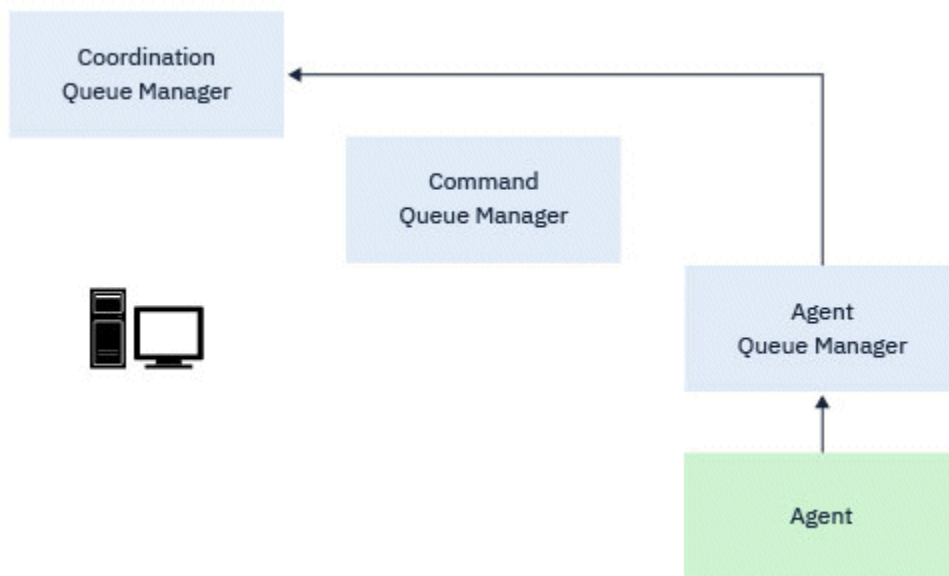 Coordination
Queue Manager
Command
Queue Manager
Agent
Queue Manager
Agent